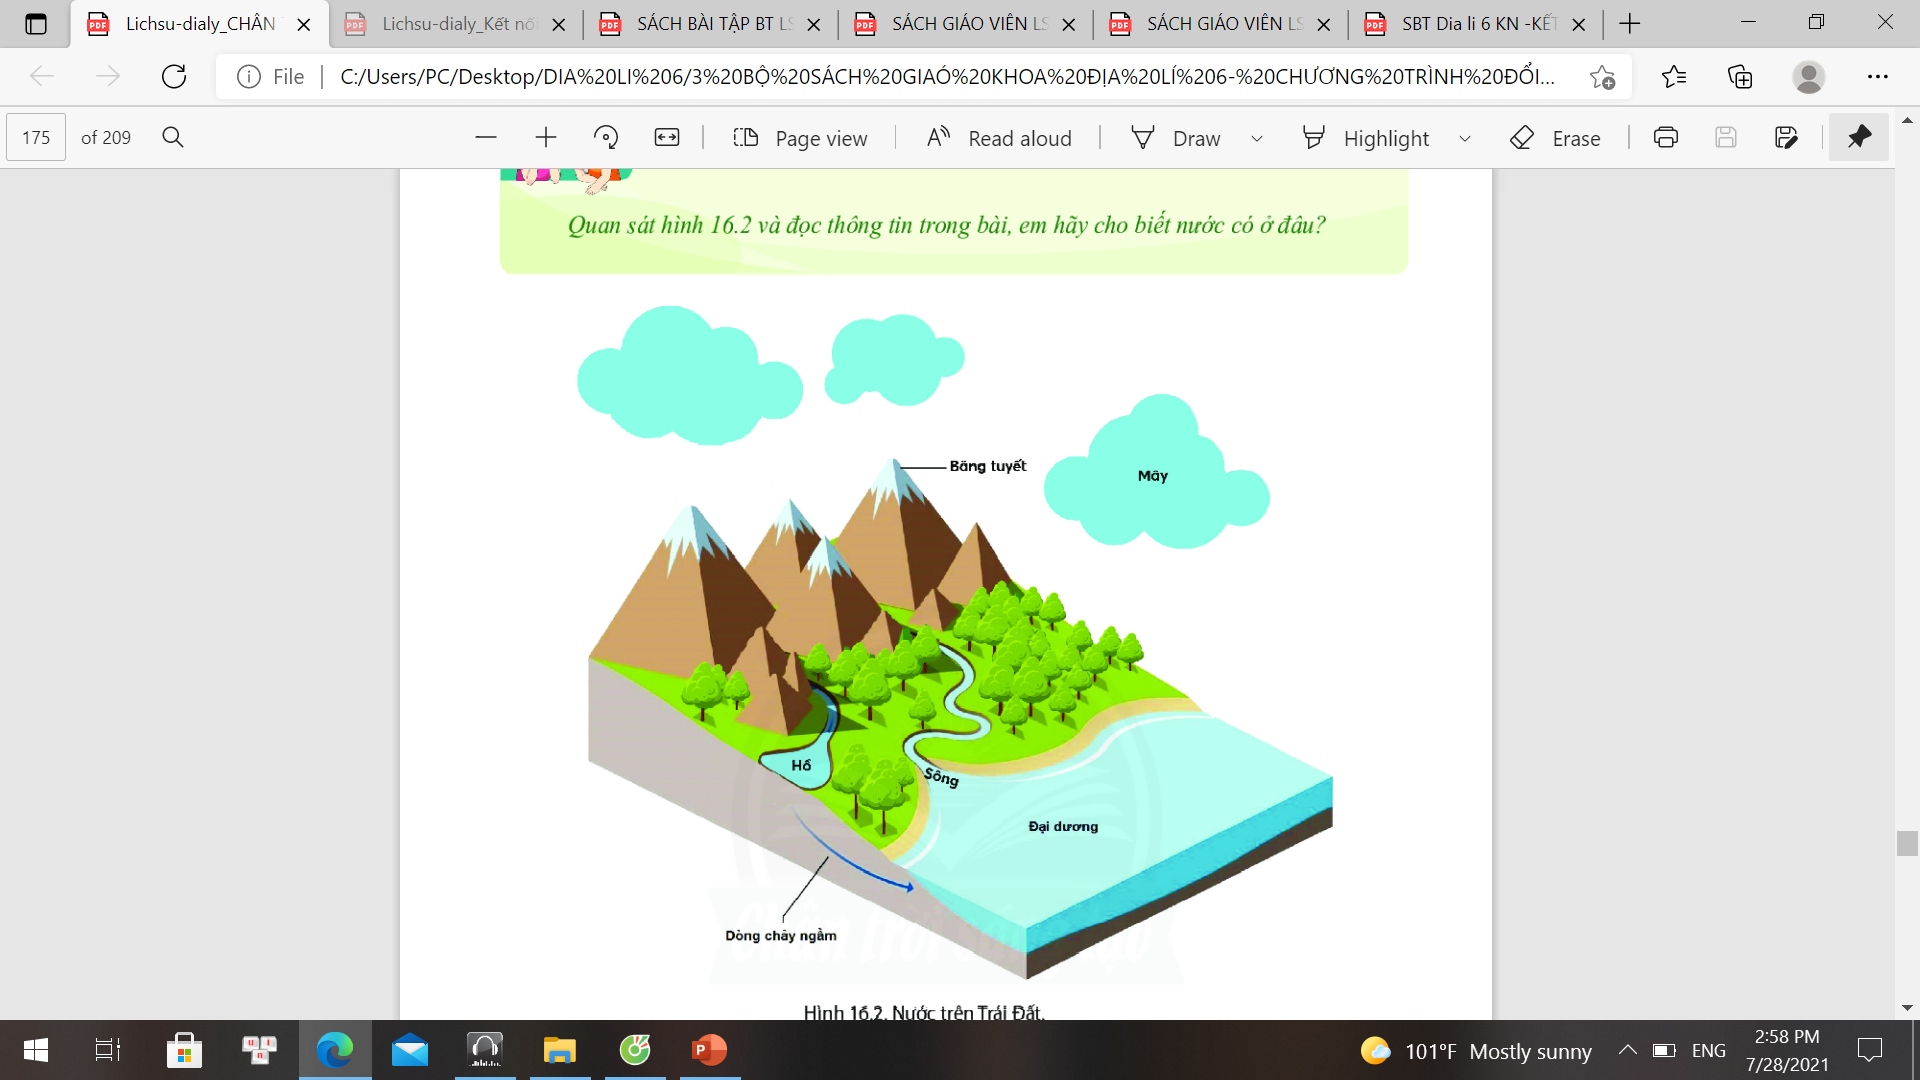 Lichsu-dialy_CHÂN
Lichsu-dialy_Kết nối
SÁCH BÀI TẬP BT LS
SÁCH GIÁO VIÊN LS
SÁCH GIÁO VIÊN LS
SBT Dia li 6 KN -KẾT
File
C:/Users/PC/Desktop/DIA%20LI%206/3%20BỘ%20SÁCH%20GIAÓ%20KHOA%20ĐỊA%20LÍ%206-%20CHƯƠNG%20TRÌNH%20ĐỔI...
175 of 209
Page view
Read aloud
Draw
Highlight
Erase
Quan sát hình 16.2 và đọc thông tin trong bài, em hãy cho biết nước có ở đâu?
Băng tuyết
Mây
Hồ
Sông
Đại dương
Dòng chảy ngầm
Hình 16.2. Nước trên Trái Đất.
101°F Mostly sunny
ENG
2:58 PM
7/28/2021